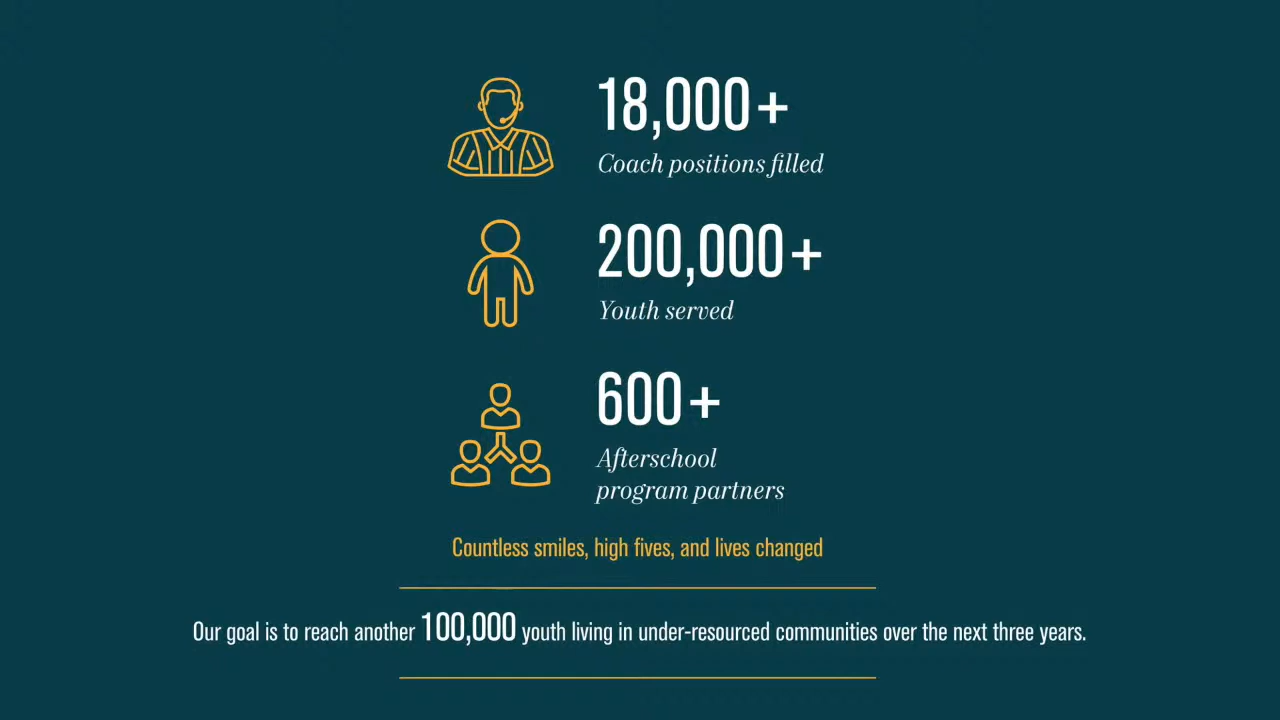 18,000+
Coach positions filled
200,000+
Youth served
600+
Afterschool
program partners
Countless smiles, high fives, and lives changed
Our goal is to reach another 100,000 youth living in under-resourced communities over the next three years.